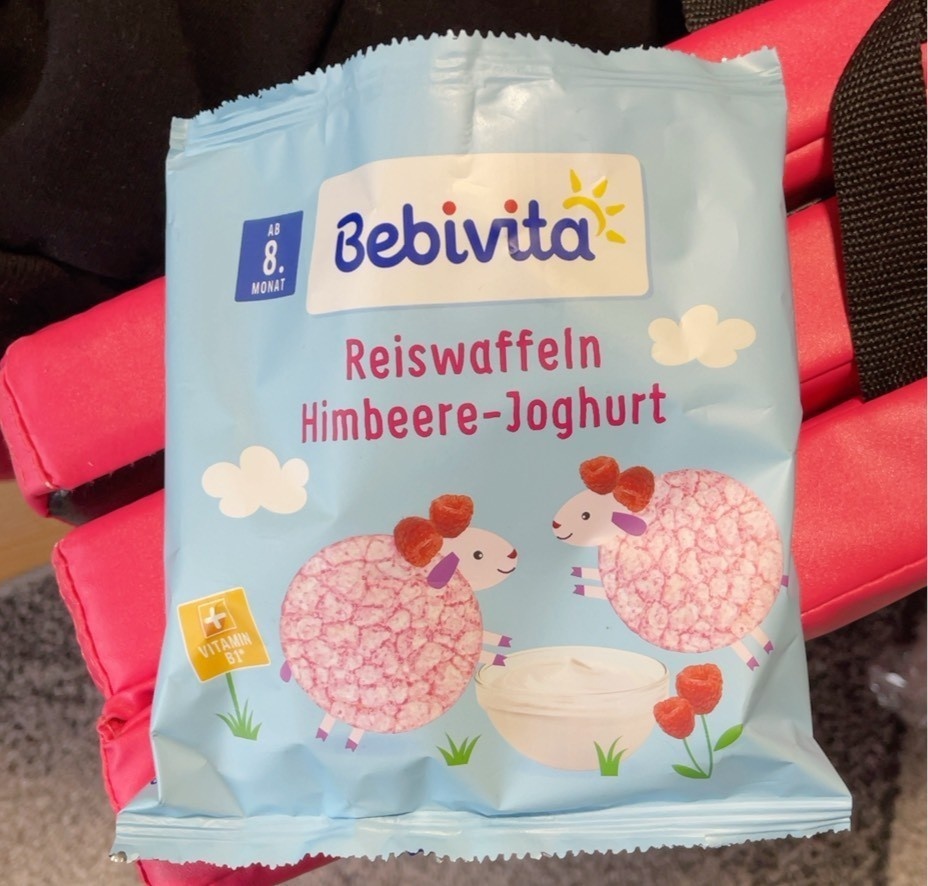 AB
8.
MONAT
Bebivita
Reiswaffeln
Himbeere-Joghurt
VITAMIN
B1*